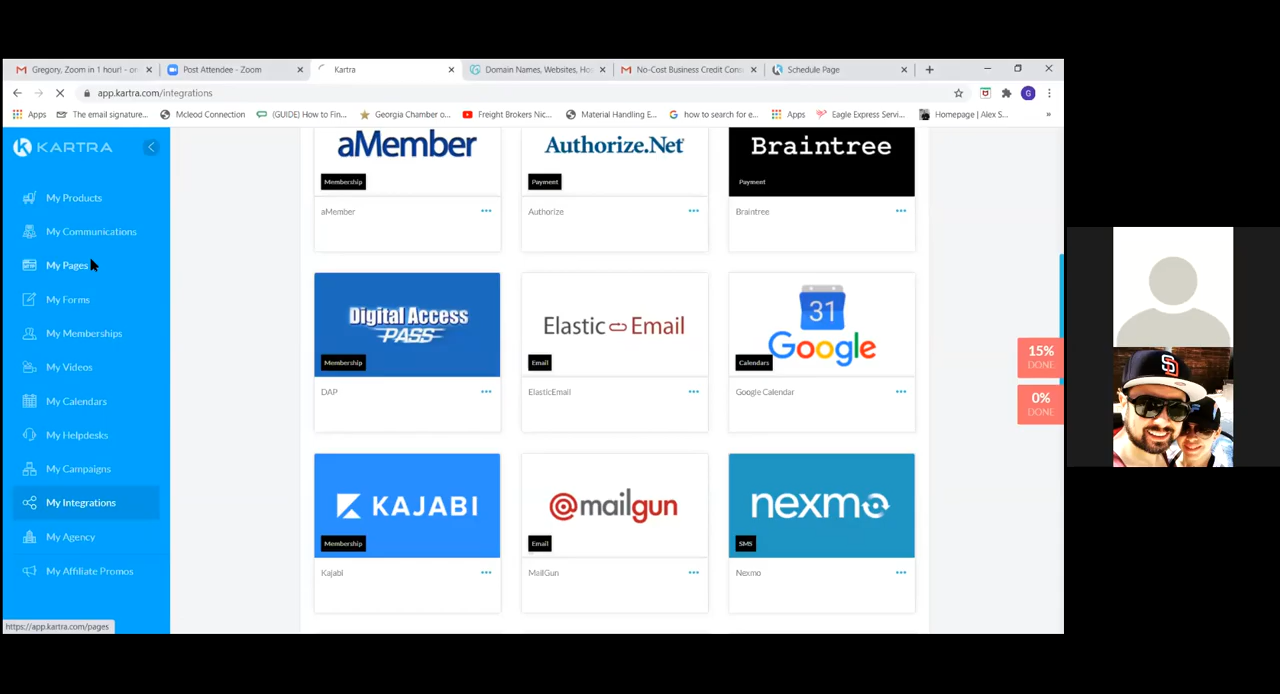 Gregory, Zoom in 1 hour! - or
Post Attendee - Zoom
Kartra
Domain Names, Websites, Ho
No-Cost Business Credit Cons
Schedule Page
app.kartra.com/integrations
G
Apps
The email signature...
Mcleod Connection
(GUIDE) How to Fin...
Georgia Chamber o...
Freight Brokers Nic...
Material Handling E...
how to search for e...
Apps
Eagle Express Servi...
Homepage | Alex S...
KARTRA
My Products
My Communications
My Pages
My Forms
My Memberships
My Videos
My Calendars
My Helpdesks
My Campaigns
My Integrations
My Agency
My Affiliate Promos
https://app.kartra.com/pages
aMember
Membership
aMember
Authorize.Net
Payment
Authorize
Braintree
Payment
Braintree
Digital Access
PASS
Membership
DAP
Elastic Email
Email
ElasticEmail
31
Google
Calendars
Google Calendar
KAJABI
Membership
Kajabi
@mailgun
Email
MailGun
nexmo
SMS
Nexmo
15%
DONE
0%
DONE
SD